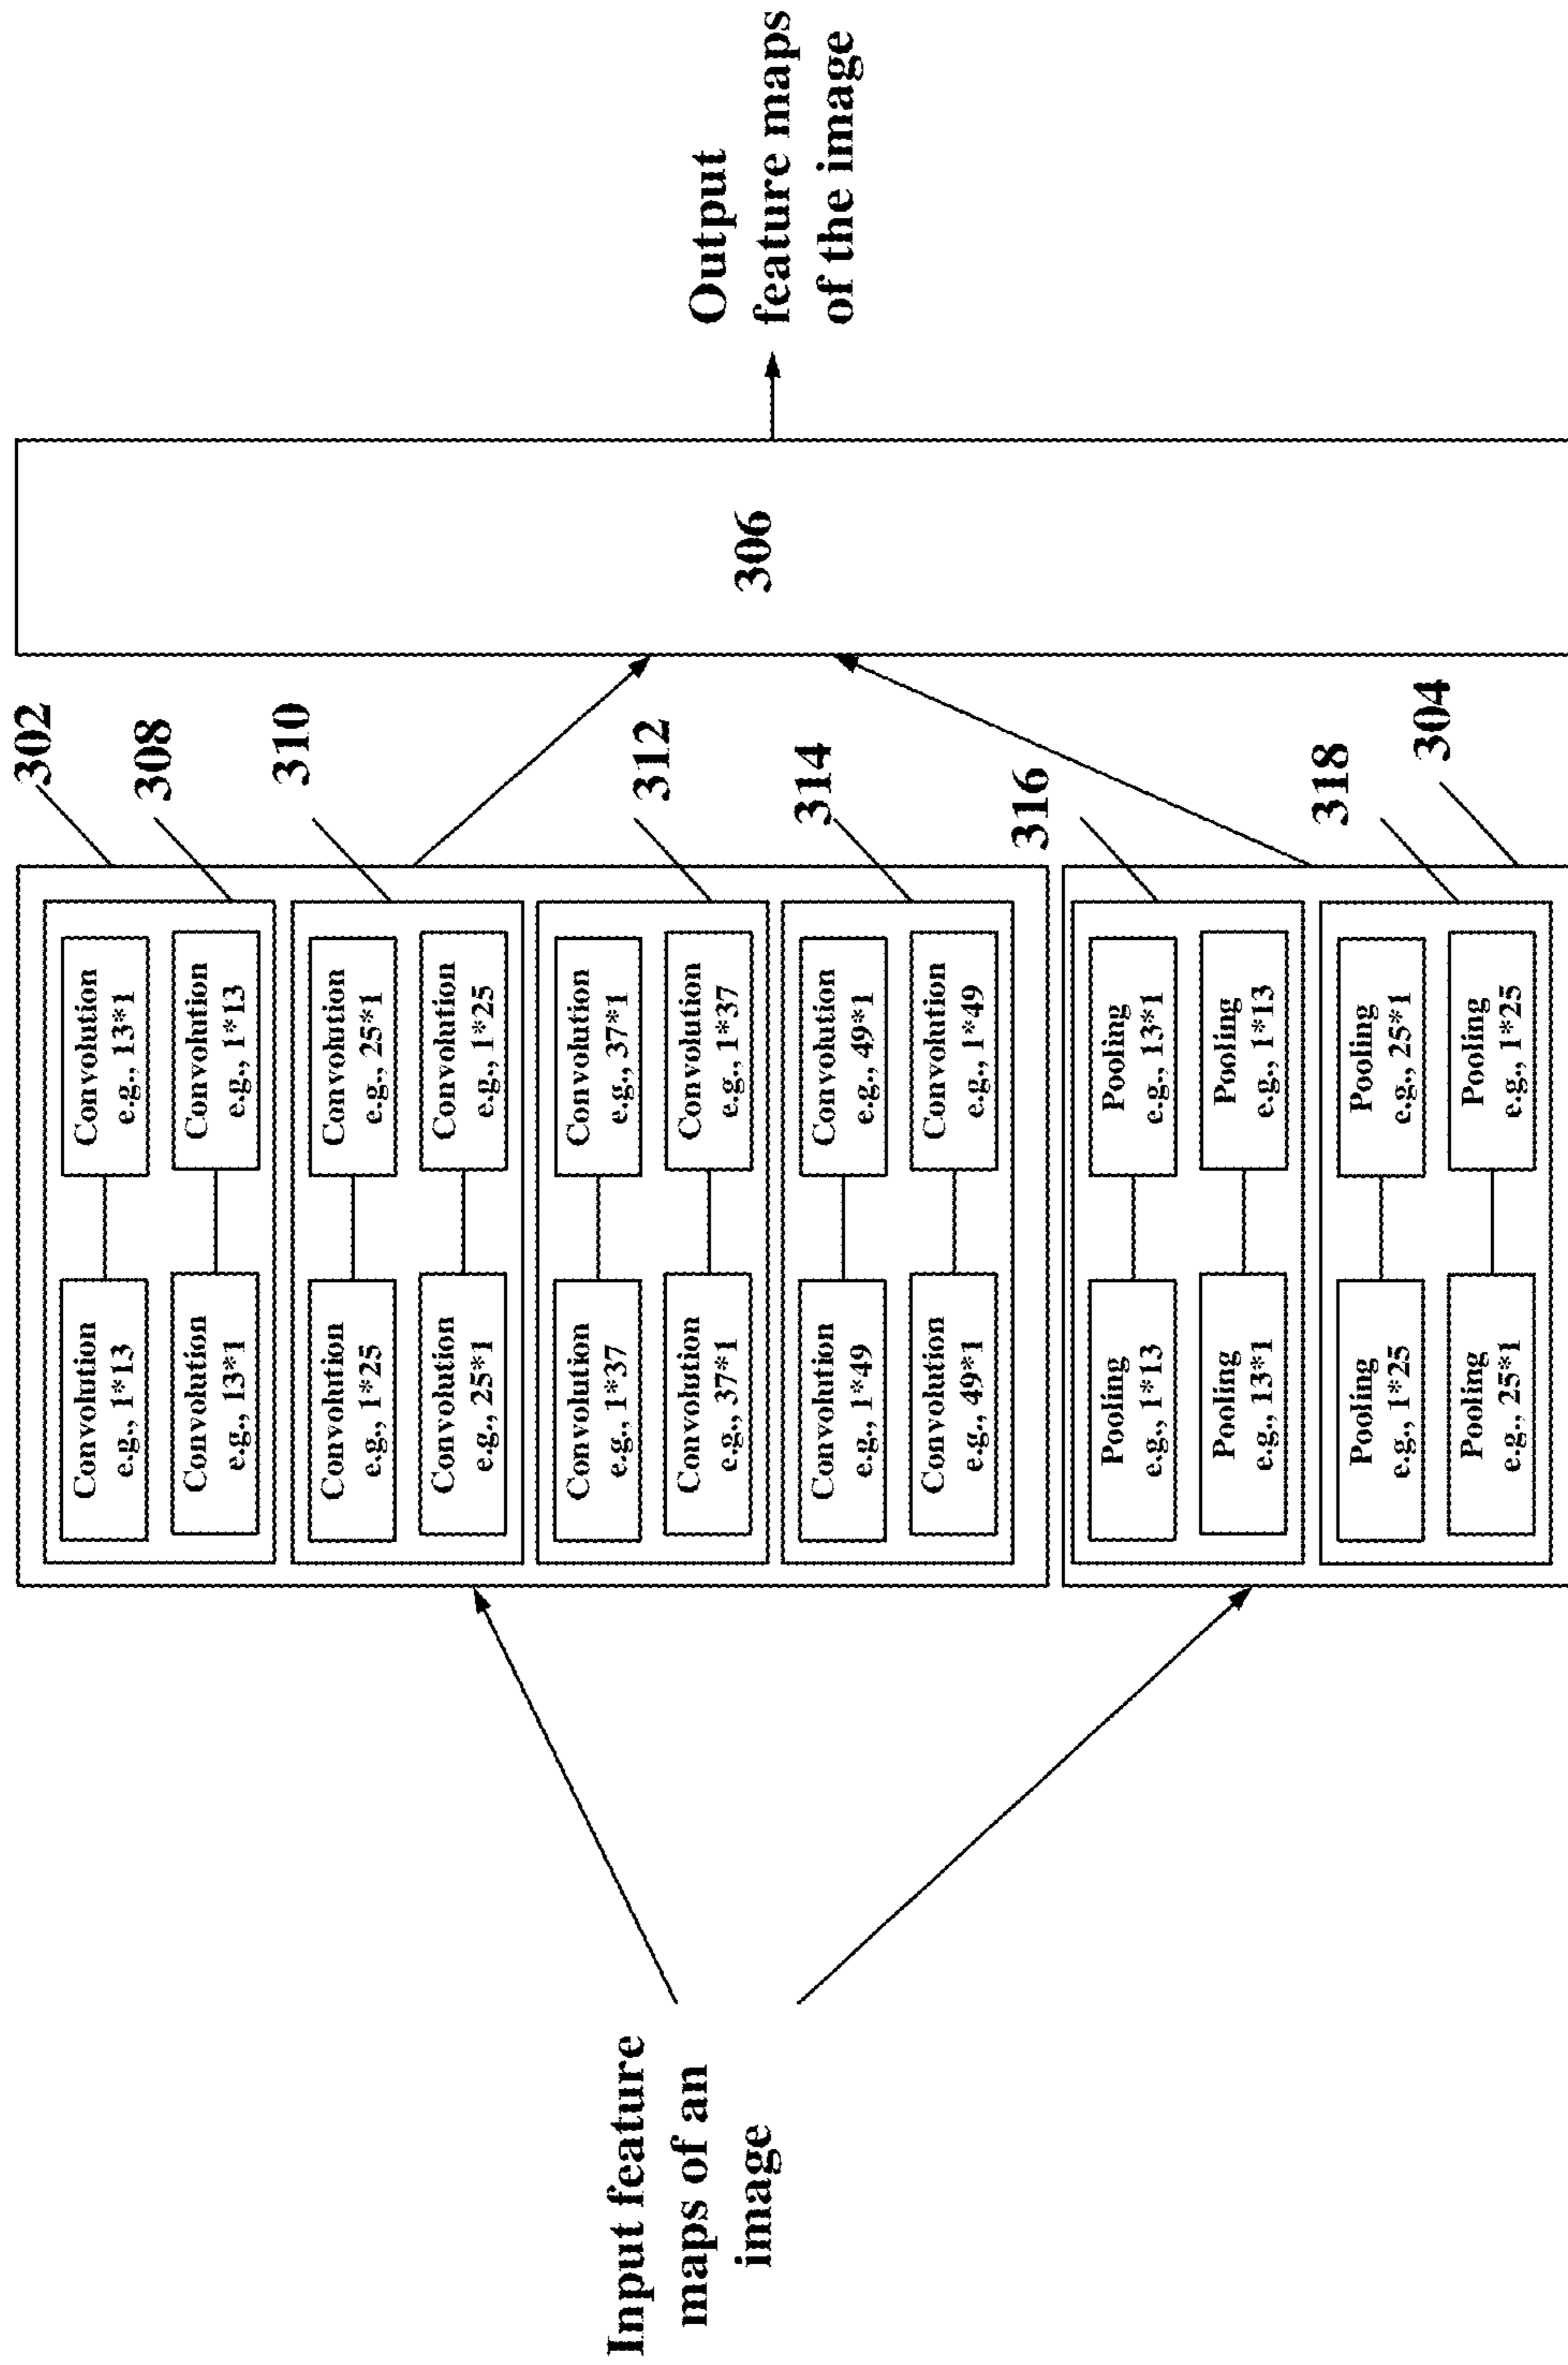 Input feature
maps of an
image
302
308
Convolution
e.g., 1*13
Convolution
e.g., 13*1
Convolution
e.g., 13*1
Convolution
e.g., 1*13
310
Convolution
e.g., 1*25
Convolution
e.g., 25*1
Convolution
e.g., 25*1
Convolution
e.g., 1*25
312
Convolution
e.g., 1*37
Convolution
e.g., 37*1
Convolution
e.g., 37*1
Convolution
e.g., 1*37
314
Convolution
e.g., 1*49
Convolution
e.g., 49*1
Convolution
e.g., 49*1
Convolution
e.g., 1*49
316
Pooling
e.g., 1*13
Pooling
e.g., 13*1
Pooling
e.g., 13*1
Pooling
e.g., 1*13
318
304
Pooling
e.g., 1*25
Pooling
e.g., 25*1
Pooling
e.g., 25*1
Pooling
e.g., 1*25
306
Output
feature maps
of the image